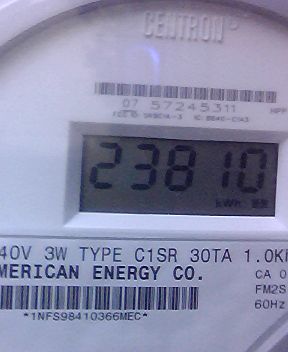 CENTRON
07 57245311
23810
kWh
40V 3W TYPE C1SR 30TA 1.0K
MERICAN ENERGY CO.
CA 0
FM2S
60Hz
*1NFS98410366MEC*